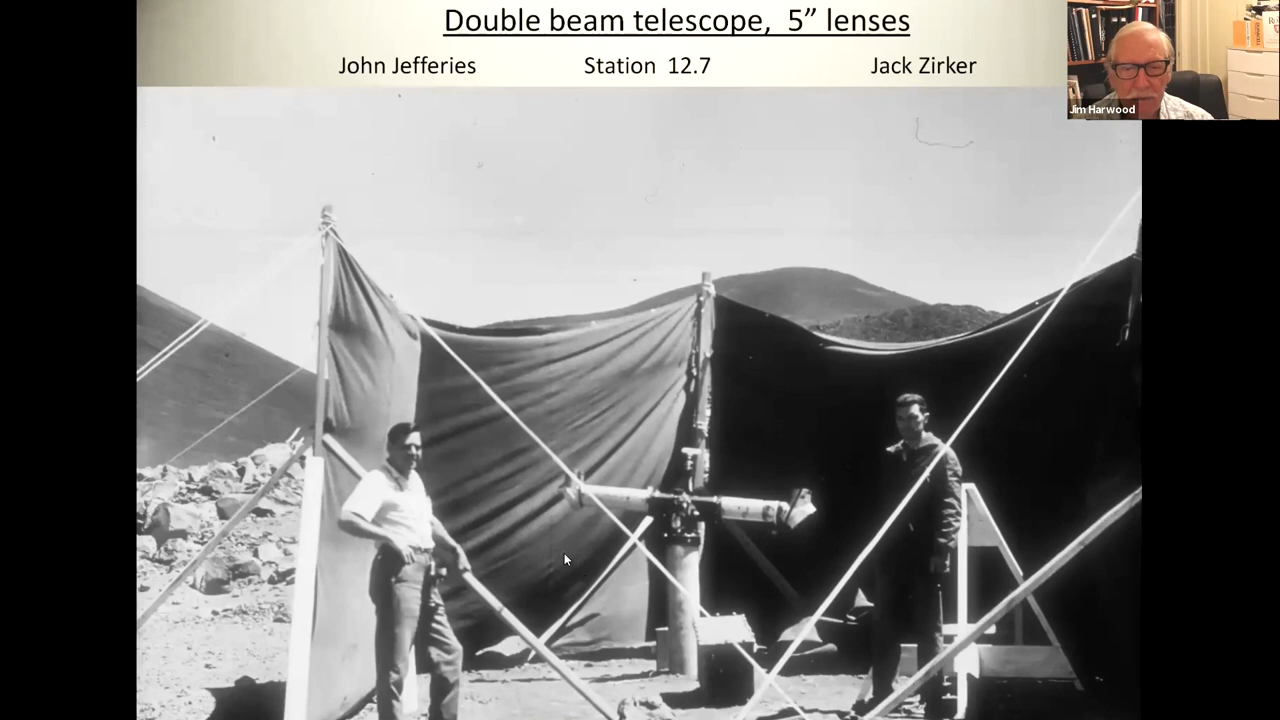 Double beam telescope,  5” lenses
John Jefferies Station 12.7 Jack Zirker
Jim Harwood